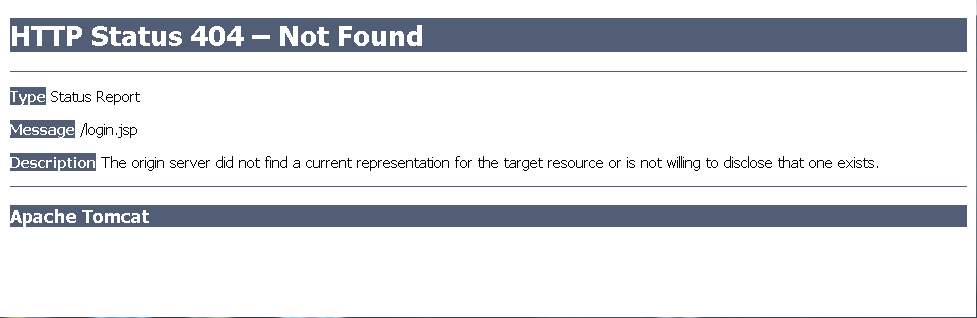 HTTP Status 404 – Not Found
Type Status Report
Message /login.jsp
Description The origin server did not find a current representation for the target resource or is not willing to disclose that one exists.
Apache Tomcat